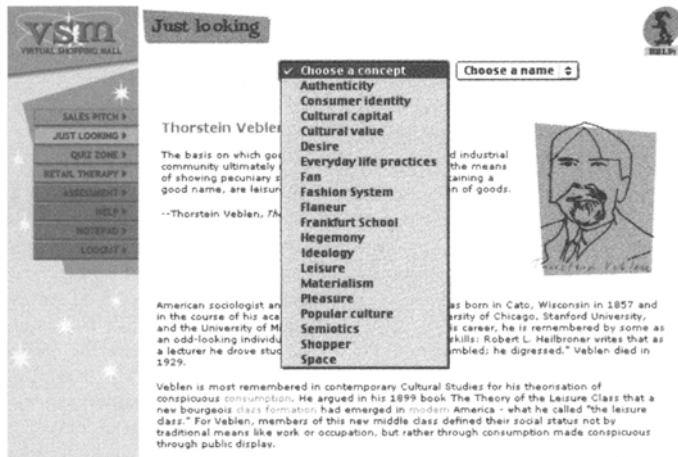 vsm
VIRTUAL SHOPPING MALL
Just looking
HELP!
✓ Choose a concept
Choose a name
Authenticity
Consumer identity
Cultural capital
Cultural value
Desire
Everyday life practices
Fan
Fashion System
Flaneur
Frankfurt School
Hegemony
Ideology
Leisure
Materialism
Pleasure
Popular culture
Semiotics
Shopper
Space
SALES PITCH
JUST LOOKING
QUIZ ZONE
RETAIL THERAPY
ASSESSMENT
HELP
NOTEPAD
LOGOUT
Thorstein Veblen
The basis on which go d industrial
community ultimately the means
of showing pecuniary s taining a
good name, are leisur on of goods.
--Thorstein Veblen, The
Thorstein Veblen
American sociologist an as born in Cato, Wisconsin in 1857 and
in the course of his aca rsity of Chicago, Stanford University,
and the University of Mi is career, he is remembered by some as
an odd-looking individu skills: Robert L. Heilbroner writes that as
a lecturer he drove stud mbled; he digressed." Veblen died in
1929.
Veblen is most remembered in contemporary Cultural Studies for his theorisation of
conspicuous consumption. He argued in his 1899 book The Theory of the Leisure Class that a
new bourgeois class formation had emerged in modern America - what he called "the leisure
class." For Veblen, members of this new middle class defined their social status not by
traditional means like work or occupation, but rather through consumption made conspicuous
through public display.